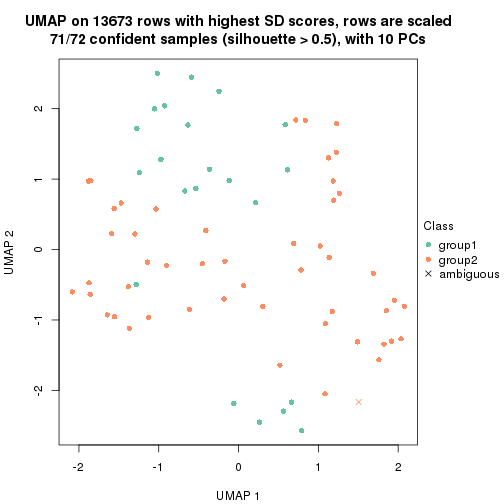 UMAP on 13673 rows with highest SD scores, rows are scaled
71/72 confident samples (silhouette > 0.5), with 10 PCs
UMAP 2
2
1
0
-1
-2
-2
-1
0
1
2
UMAP 1
Class
group1
group2
ambiguous